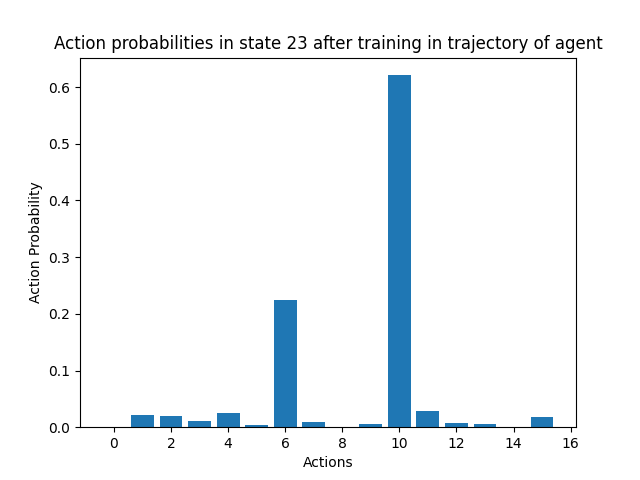 Action probabilities in state 23 after training in trajectory of agent
0.6
0.5
0.4
0.3
0.2
0.1
0.0
Action Probability
0 2 4 6 8 10 12 14 16
Actions